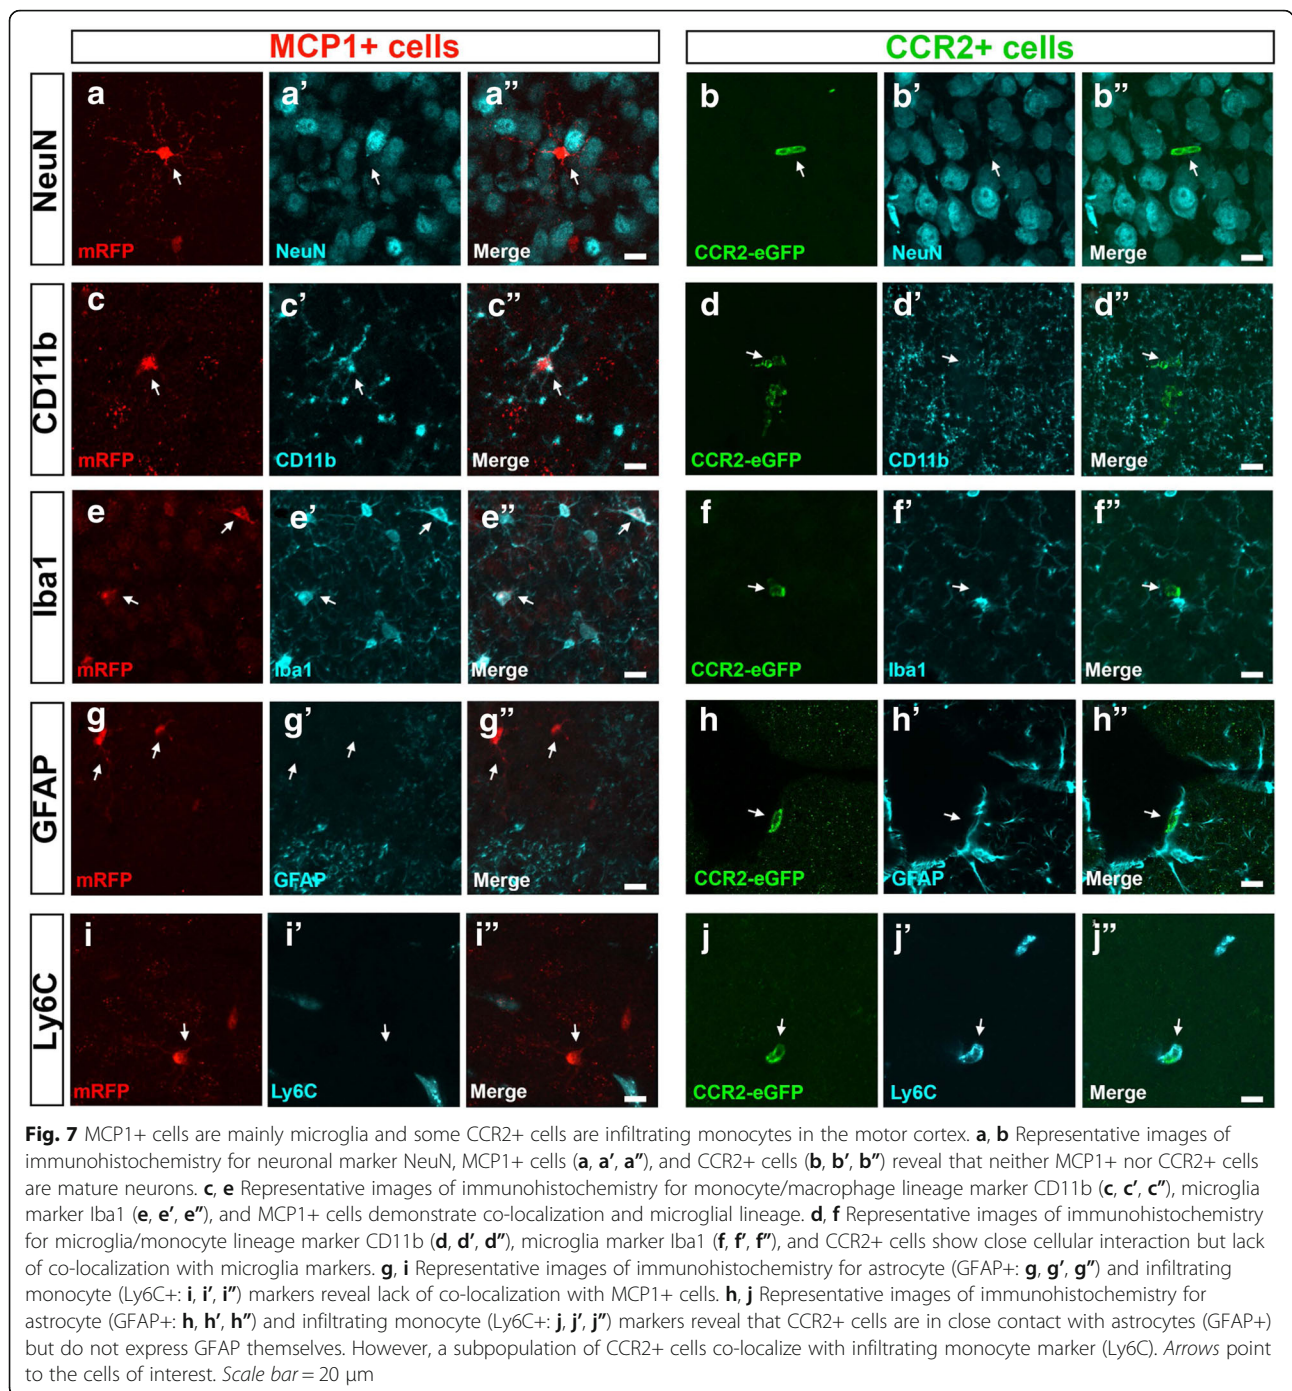 MCP1+ cells
CCR2+ cells
NeuN
a
a’
a”
b
b’
b”
mRFP
NeuN
Merge
CCR2-eGFP
NeuN
Merge
CD11b
c
c’
c”
d
d’
d”
mRFP
CD11b
Merge
CCR2-eGFP
CD11b
Merge
Iba1
e
e’
e”
f
f’
f”
mRFP
Iba1
Merge
CCR2-eGFP
Iba1
Merge
GFAP
g
g’
g”
h
h’
h”
mRFP
GFAP
Merge
CCR2-eGFP
GFAP
Merge
Ly6C
i
i’
i”
j
j’
j”
mRFP
Ly6C
Merge
CCR2-eGFP
Ly6C
Merge
Fig. 7 MCP1+ cells are mainly microglia and some CCR2+ cells are infiltrating monocytes in the motor cortex. a, b Representative images of
immunohistochemistry for neuronal marker NeuN, MCP1+ cells (a, a’, a”), and CCR2+ cells (b, b’, b”) reveal that neither MCP1+ nor CCR2+ cells
are mature neurons. c, e Representative images of immunohistochemistry for monocyte/macrophage lineage marker CD11b (c, c’, c”), microglia
marker Iba1 (e, e’, e”), and MCP1+ cells demonstrate co-localization and microglial lineage. d, f Representative images of immunohistochemistry
for microglia/monocyte lineage marker CD11b (d, d’, d”), microglia marker Iba1 (f, f’, f”), and CCR2+ cells show close cellular interaction but lack
of co-localization with microglia markers. g, i Representative images of immunohistochemistry for astrocyte (GFAP+: g, g’, g”) and infiltrating
monocyte (Ly6C+: i, i’, i”) markers reveal lack of co-localization with MCP1+ cells. h, j Representative images of immunohistochemistry for
astrocyte (GFAP+: h, h’, h”) and infiltrating monocyte (Ly6C+: j, j’, j”) markers reveal that CCR2+ cells are in close contact with astrocytes (GFAP+)
but do not express GFAP themselves. However, a subpopulation of CCR2+ cells co-localize with infiltrating monocyte marker (Ly6C). Arrows point
to the cells of interest. Scale bar = 20 μm